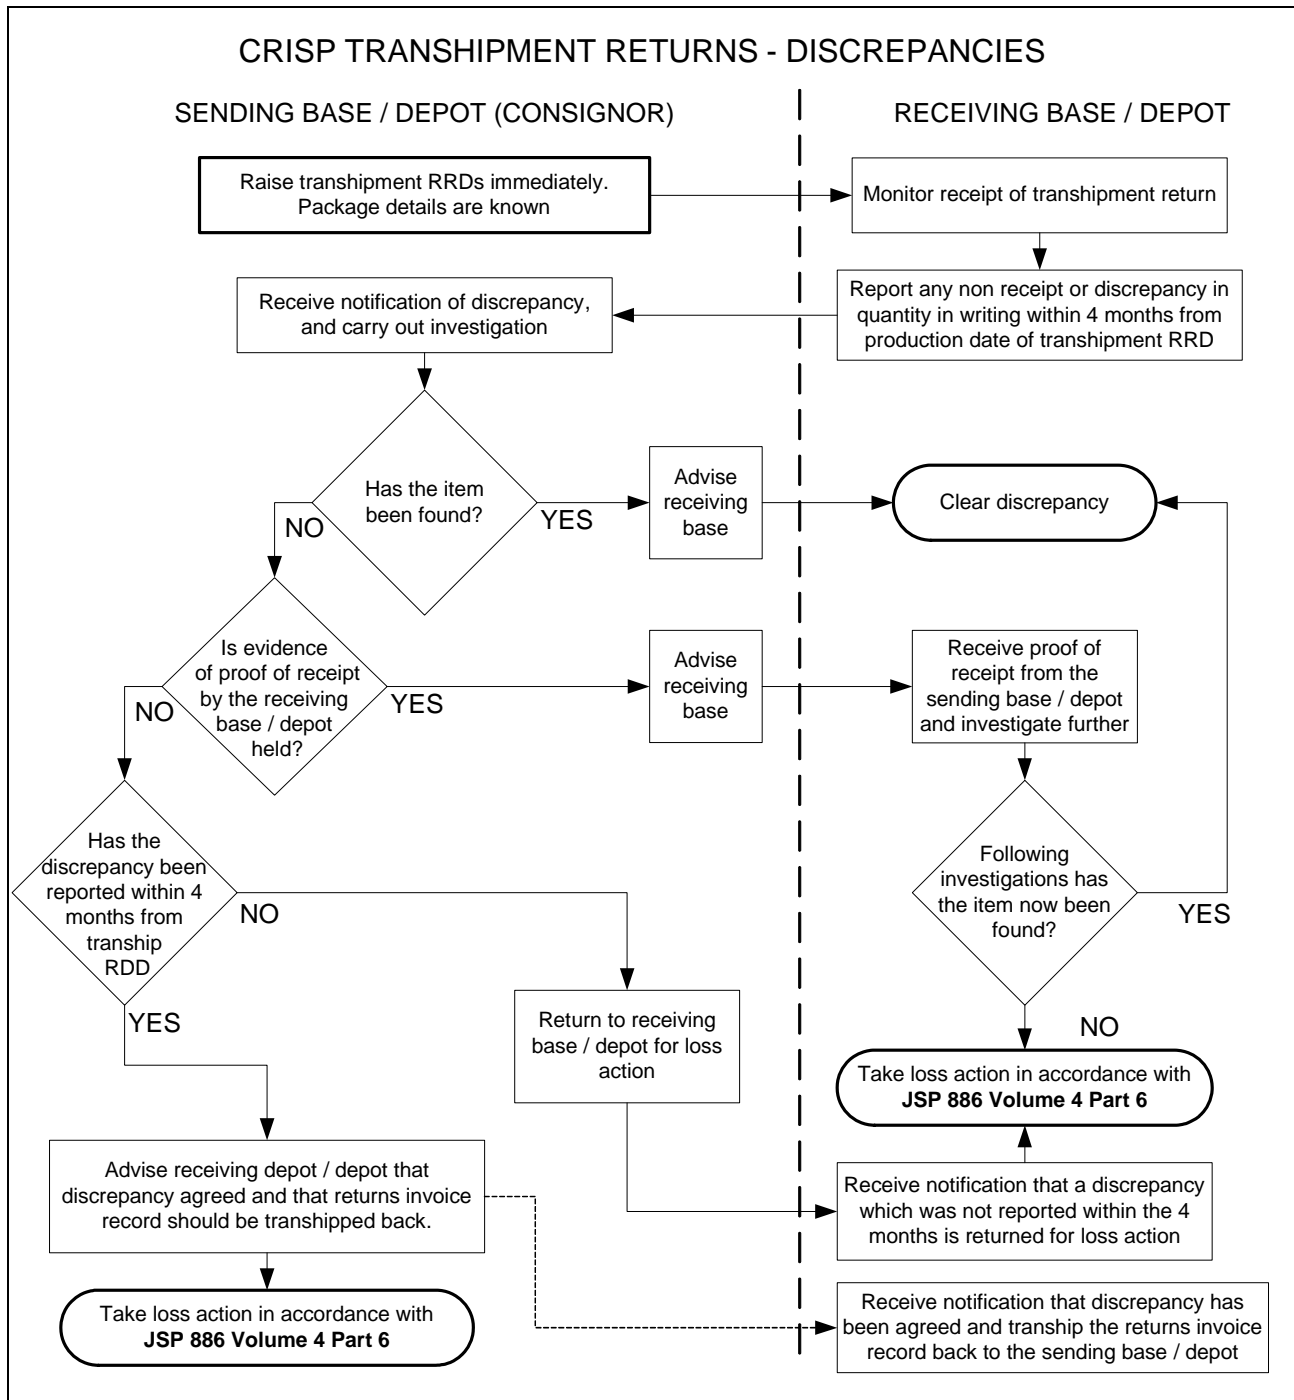 CRISP TRANSHIPMENT RETURNS - DISCREPANCIES
SENDING BASE / DEPOT (CONSIGNOR)
RECEIVING BASE / DEPOT
Raise transhipment RRDs immediately.
Package details are known
Monitor receipt of transhipment return
Receive notification of discrepancy,
and carry out investigation
Report any non receipt or discrepancy in
quantity in writing within 4 months from
production date of transhipment RRD
Has the item
been found?
NO
YES
Advise
receiving
base
Clear discrepancy
Is evidence
of proof of receipt
by the receiving
base / depot
held?
NO
YES
Advise
receiving
base
Receive proof of
receipt from the
sending base / depot
and investigate further
Has the
discrepancy been
reported within 4
months from
tranship
RDD
NO
YES
Following
investigations has
the item now been
found?
YES
NO
Return to receiving
base / depot for loss
action
Take loss action in accordance with
JSP 886 Volume 4 Part 6
Advise receiving depot / depot that
discrepancy agreed and that returns invoice
record should be transhipped back.
Receive notification that a discrepancy
which was not reported within the 4
months is returned for loss action
Take loss action in accordance with
JSP 886 Volume 4 Part 6
Receive notification that discrepancy has
been agreed and tranship the returns invoice
record back to the sending base / depot